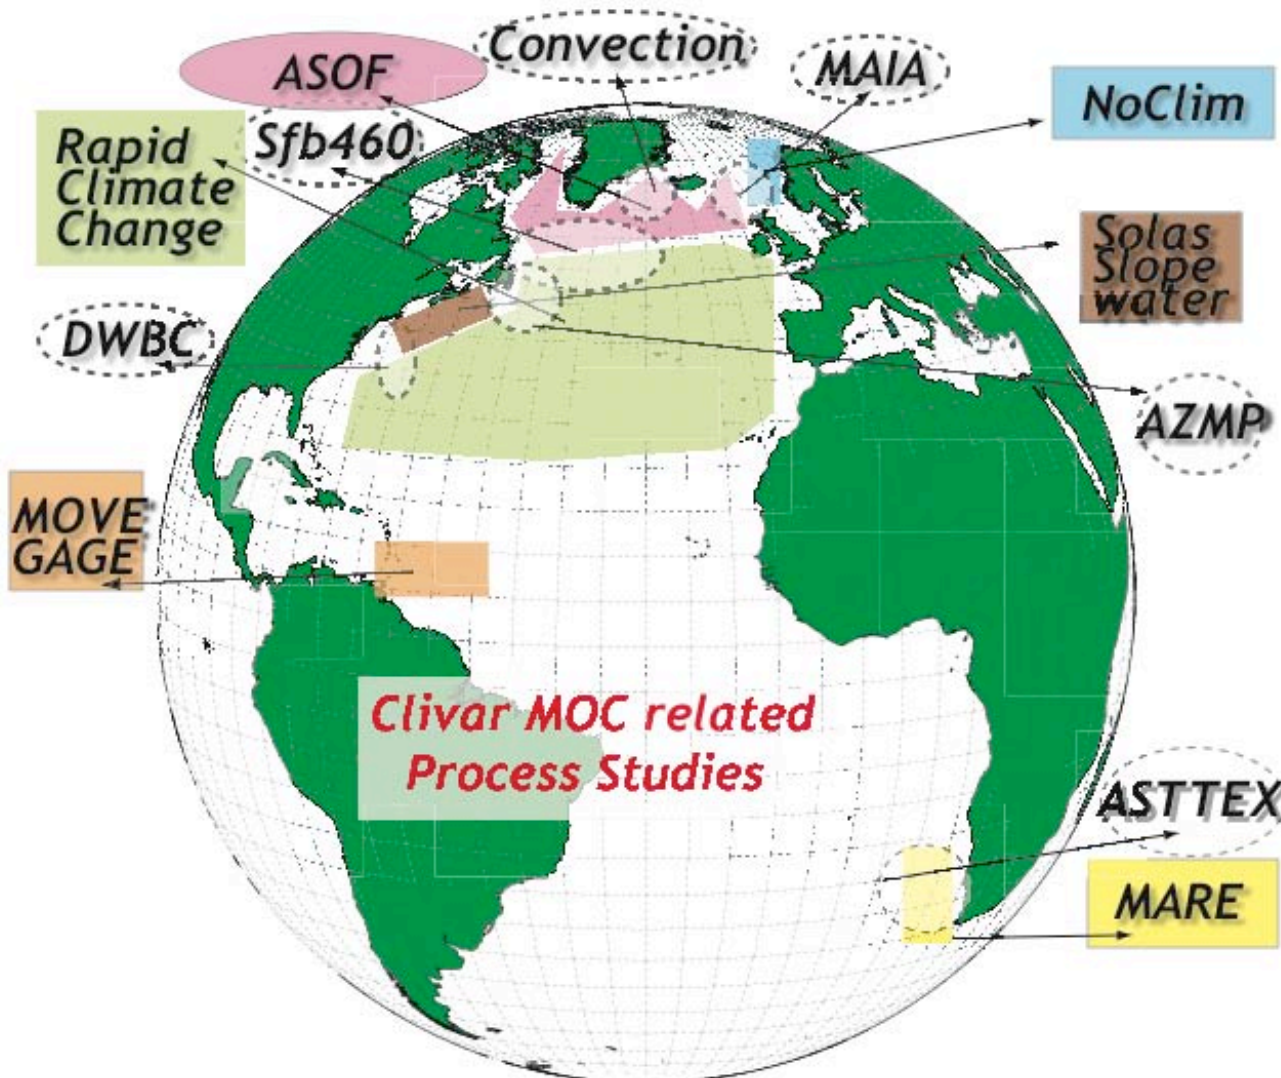 Convection
ASOF
MAIA
NoClim
Sfb460
Rapid
Climate
Change
Solas
Slope
water
DWBC
AZMP
MOVE
GAGE
Clivar MOC related
Process Studies
ASTTEX
MARE